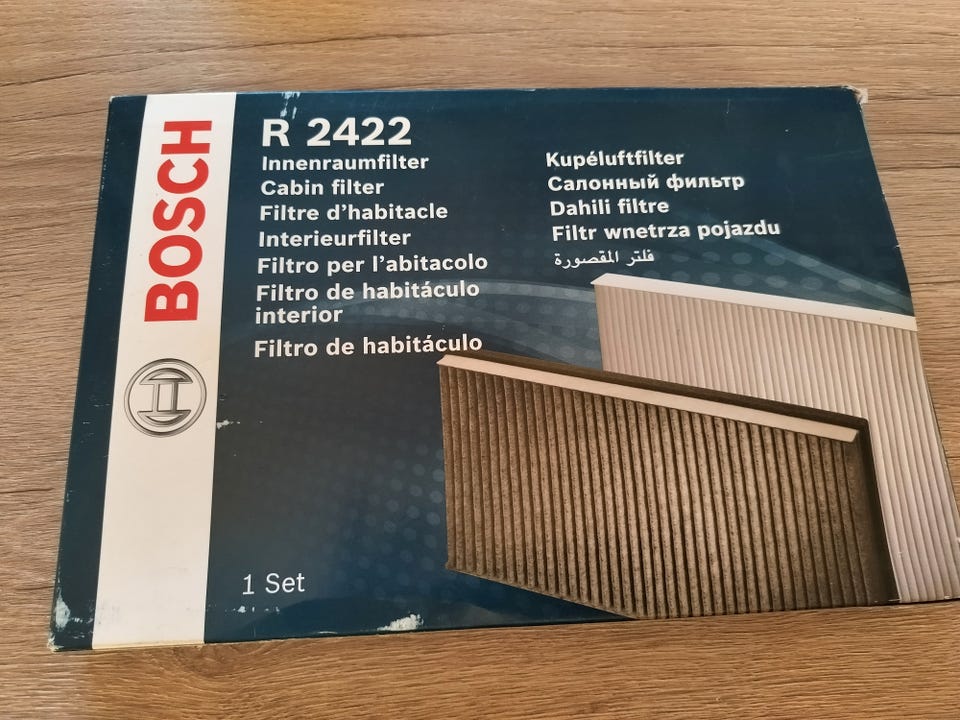 BOSCH
R 2422
Innenraumfilter
Cabin filter
Filtre d'habitacle
Interieurfilter
Filtro per l'abitacolo
Filtro de habitáculo
interior
Filtro de habitáculo
Kupéluftfilter
Салонный фильтр
Dahili filtre
Filtr wnetrza pojazdu
فلتر المقصورة
1 Set